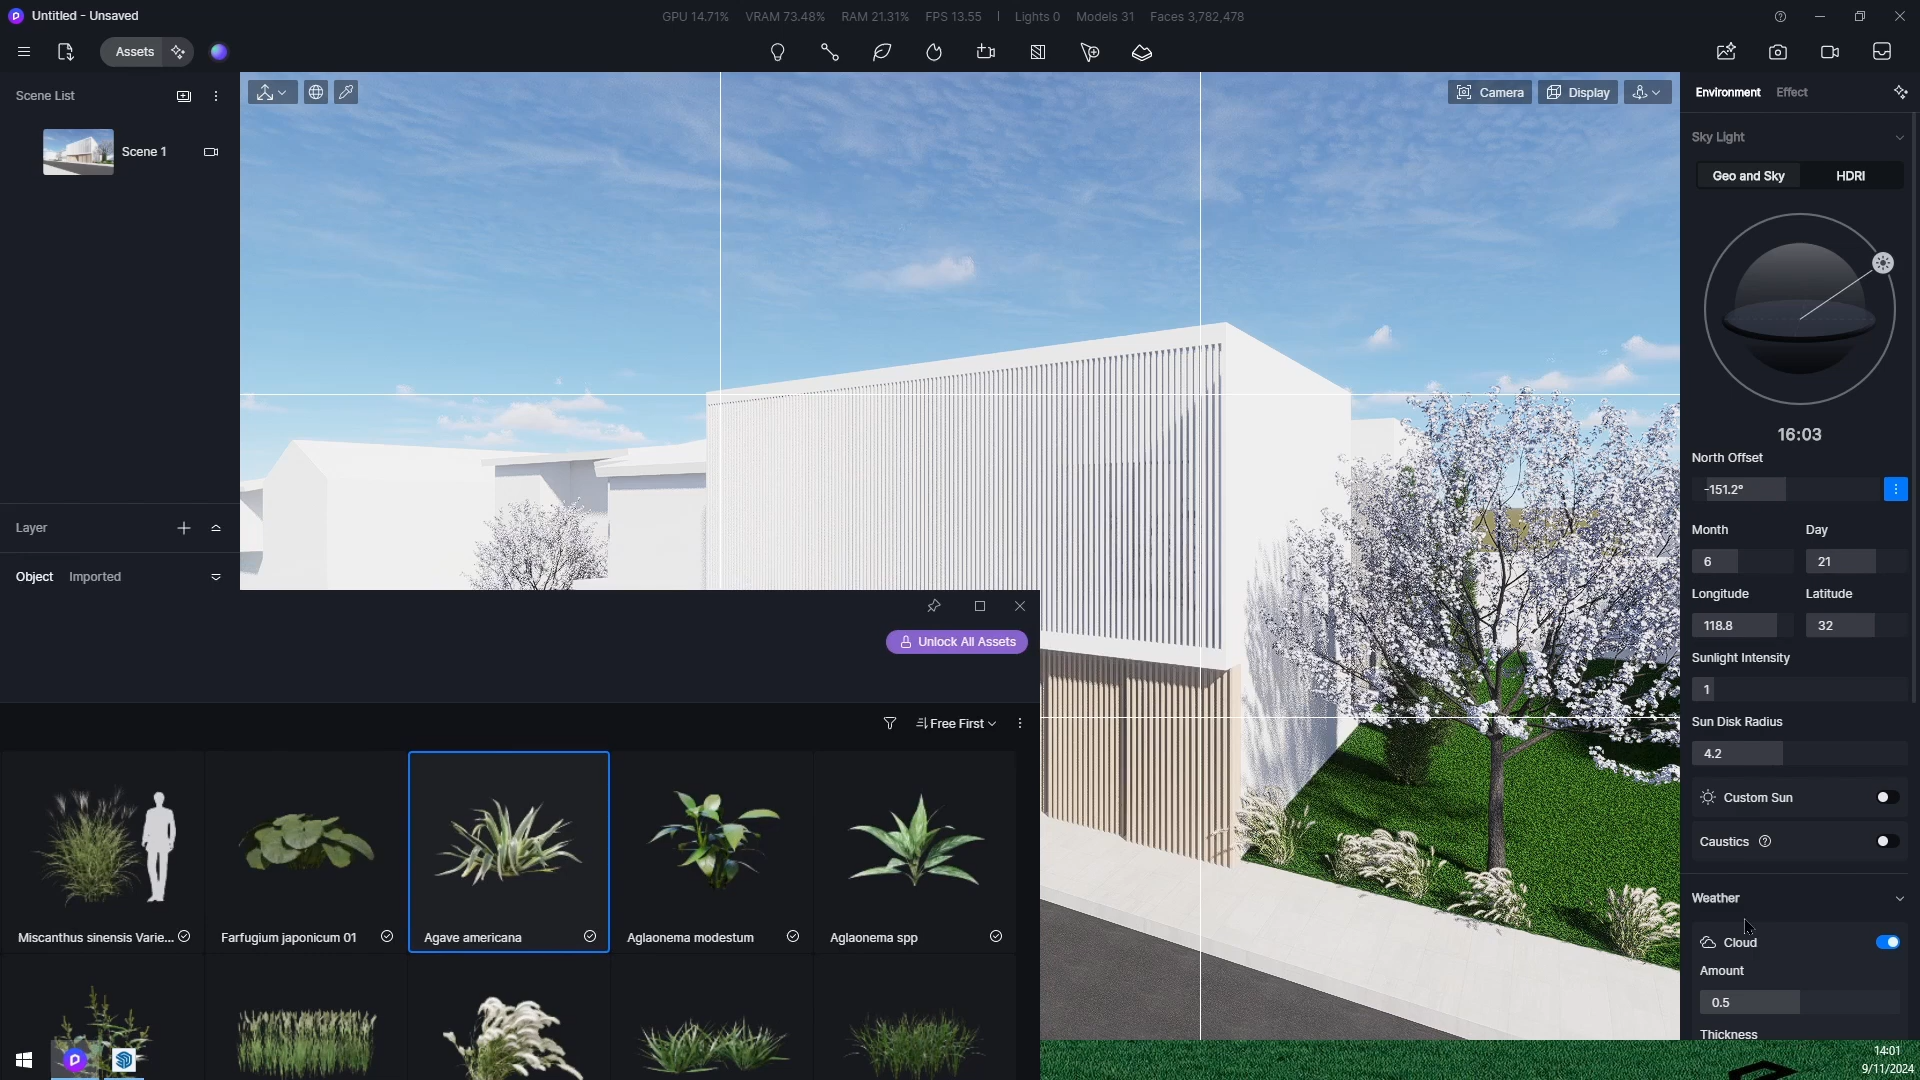 Untitled - Unsaved
GPU 14.71% VRAM 73.48% RAM 21.31% FPS 13.55 | Lights 0 Models 31 Faces 3,782,478
Assets
Scene List
Scene 1
Camera
Display
Environment Effect
Sky Light
Geo and Sky HDRI
16:03
North Offset
-151.2°
Month Day
6 21
Longitude Latitude
118.8 32
Sunlight Intensity
1
Sun Disk Radius
4.2
Custom Sun
Caustics
Weather
Cloud
Amount
0.5
Thickness
Layer
Object Imported
Unlock All Assets
Free First
Miscanthus sinensis Varie...
Farfugium japonicum 01
Agave americana
Aglaonema modestum
Aglaonema spp
14:01
9/11/2024